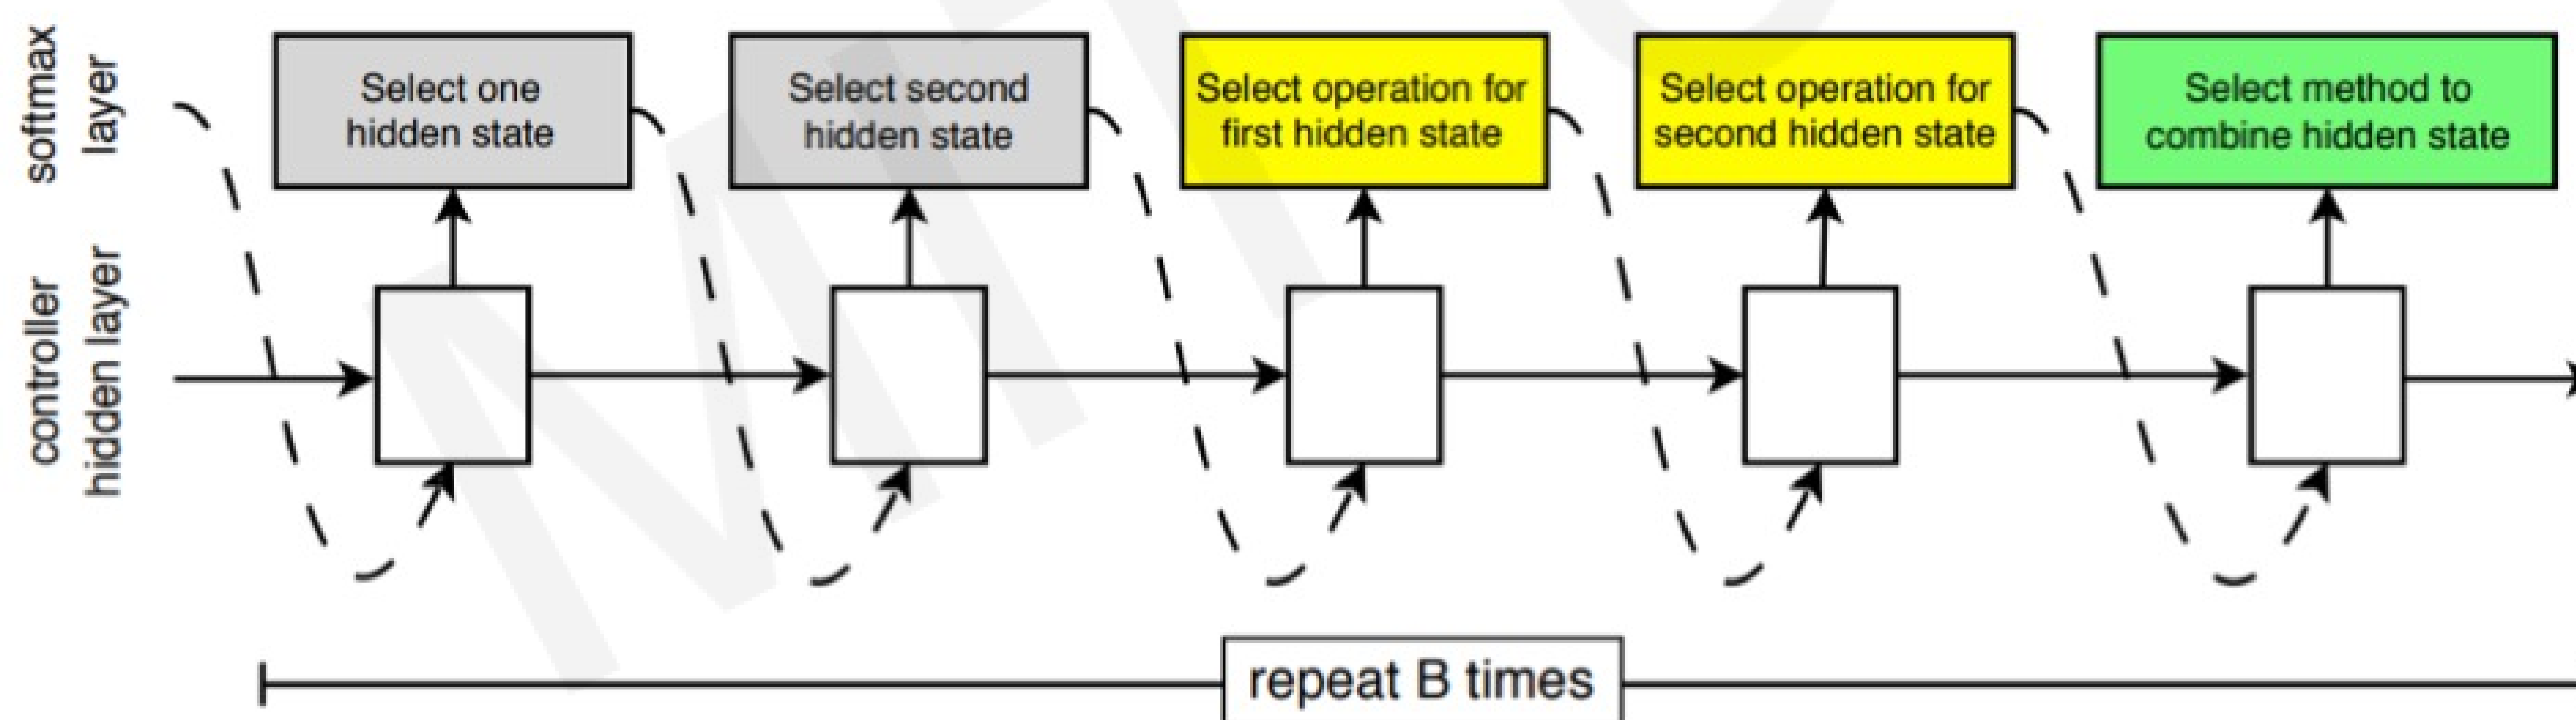 softmax
layer
Select one
hidden state
Select second
hidden state
Select operation for
first hidden state
Select operation for
second hidden state
Select method to
combine hidden state
controller
hidden layer
repeat B times